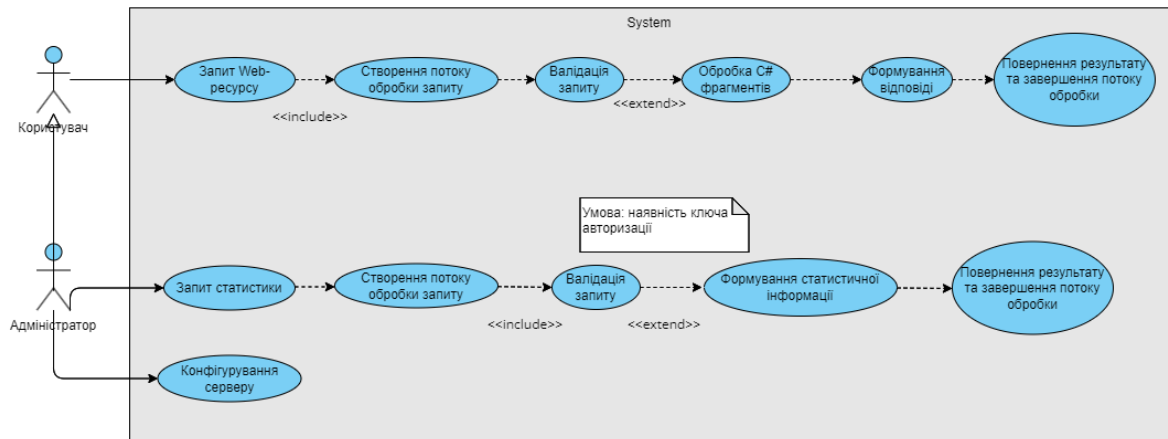 System
Користувач
Запит Web-
ресурсу
<<include>>
Створення потоку
обробки запиту
Валідація
запиту
<<extend>>
Обробка C#
фрагментів
Формування
відповіді
Повернення результату
та завершення потоку
обробки
Умова: наявність ключа
авторизації
Адміністратор
Запит статистики
Створення потоку
обробки запиту
<<include>>
Валідація
запиту
<<extend>>
Формування статистичної
інформації
Повернення результату
та завершення потоку
обробки
Конфігурування
серверу